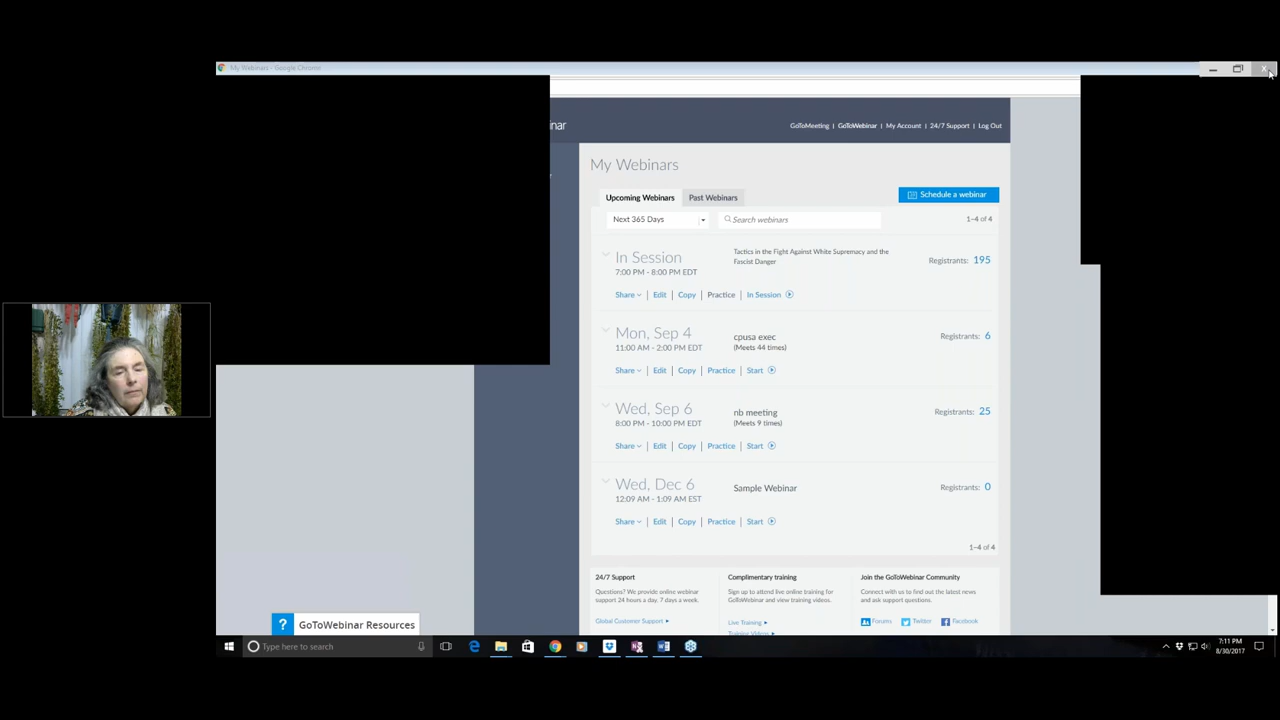 My Webinars - Google Chrome
inar
GoToMeeting | GoToWebinar | My Account | 24/7 Support | Log Out
My Webinars
Upcoming Webinars Past Webinars
Schedule a webinar
Next 365 Days
Search webinars
1–4 of 4
In Session
7:00 PM - 8:00 PM EDT
Tactics in the Fight Against White Supremacy and the
Fascist Danger
Registrants: 195
Share | Edit | Copy | Practice | In Session
Mon, Sep 4
11:00 AM - 2:00 PM EDT
cpusa exec
(Meets 44 times)
Registrants: 6
Share | Edit | Copy | Practice | Start
Wed, Sep 6
8:00 PM - 10:00 PM EDT
nb meeting
(Meets 9 times)
Registrants: 25
Share | Edit | Copy | Practice | Start
Wed, Dec 6
12:09 AM - 1:09 AM EST
Sample Webinar
Registrants: 0
Share | Edit | Copy | Practice | Start
1–4 of 4
24/7 Support
Questions? We provide online webinar
support 24 hours a day, 7 days a week.
Global Customer Support
Complimentary training
Sign up to attend live online training for
GoToWebinar and view training videos.
Live Training
Training Videos
Join the GoToWebinar Community
Connect with us to find out the latest news
and ask support questions.
Forums Twitter Facebook
? GoToWebinar Resources
Type here to search
7:11 PM
8/30/2017